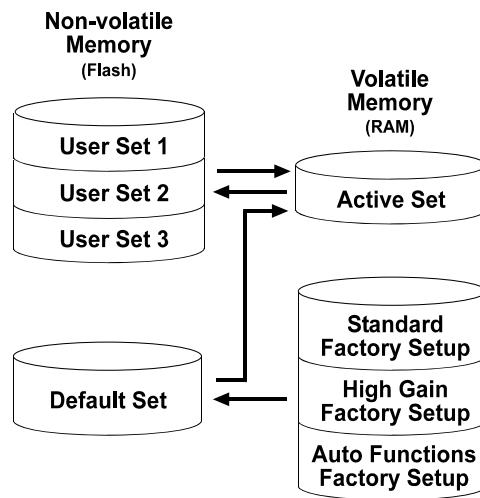 Non-volatile
Memory
(Flash)
User Set 1
User Set 2
User Set 3
Default Set
Volatile
Memory
(RAM)
Active Set
Standard
Factory Setup
High Gain
Factory Setup
Auto Functions
Factory Setup